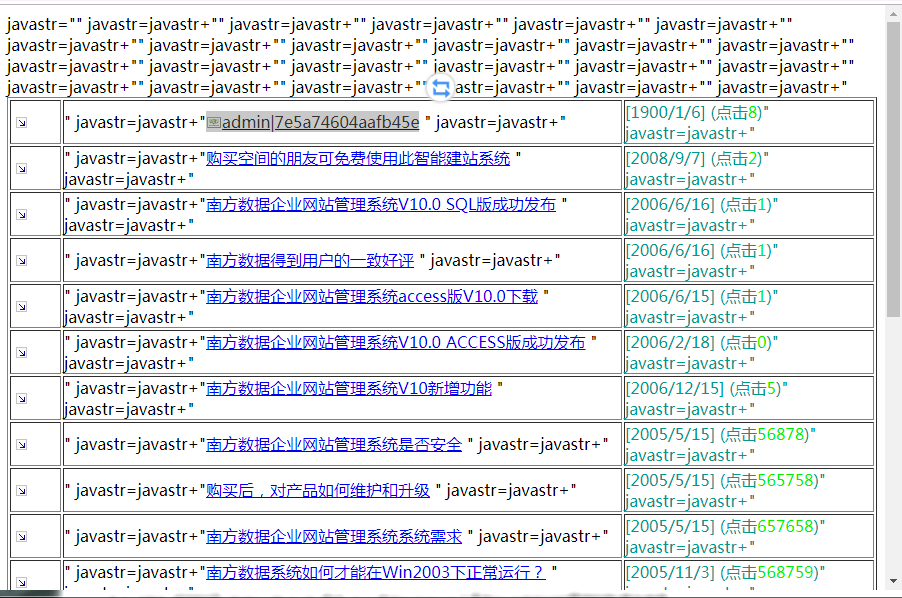 javastr="" javastr=javastr+"" javastr=javastr+"" javastr=javastr+"" javastr=javastr+"" javastr=javastr+""
javastr=javastr+"" javastr=javastr+"" javastr=javastr+"" javastr=javastr+"" javastr=javastr+"" javastr=javastr+""
javastr=javastr+"" javastr=javastr+"" javastr=javastr+"" javastr=javastr+"" javastr=javastr+"" javastr=javastr+""
javastr=javastr+"" javastr=javastr+"" javastr=javastr+"" javastr=javastr+"" javastr=javastr+"" javastr=javastr+"
" javastr=javastr+"admin|7e5a74604aafb45e " javastr=javastr+"
[1900/1/6] (点击8)"
javastr=javastr+"
" javastr=javastr+"购买空间的朋友可免费使用此智能建站系统 "
javastr=javastr+"
[2008/9/7] (点击2)"
javastr=javastr+"
" javastr=javastr+"南方数据企业网站管理系统V10.0 SQL版成功发布 "
javastr=javastr+"
[2006/6/16] (点击1)"
javastr=javastr+"
" javastr=javastr+"南方数据得到用户的一致好评 " javastr=javastr+"
[2006/6/16] (点击1)"
javastr=javastr+"
" javastr=javastr+"南方数据企业网站管理系统access版V10.0下载 "
javastr=javastr+"
[2006/6/15] (点击1)"
javastr=javastr+"
" javastr=javastr+"南方数据企业网站管理系统V10.0 ACCESS版成功发布 "
javastr=javastr+"
[2006/2/18] (点击0)"
javastr=javastr+"
" javastr=javastr+"南方数据企业网站管理系统V10新增功能 "
javastr=javastr+"
[2006/12/15] (点击5)"
javastr=javastr+"
" javastr=javastr+"南方数据企业网站管理系统是否安全 " javastr=javastr+"
[2005/5/15] (点击56878)"
javastr=javastr+"
" javastr=javastr+"购买后，对产品如何维护和升级 " javastr=javastr+"
[2005/5/15] (点击565758)"
javastr=javastr+"
" javastr=javastr+"南方数据企业网站管理系统系统需求 " javastr=javastr+"
[2005/5/15] (点击657658)"
javastr=javastr+"
" javastr=javastr+"南方数据系统如何才能在Win2003下正常运行？ "
[2005/11/3] (点击568759)"